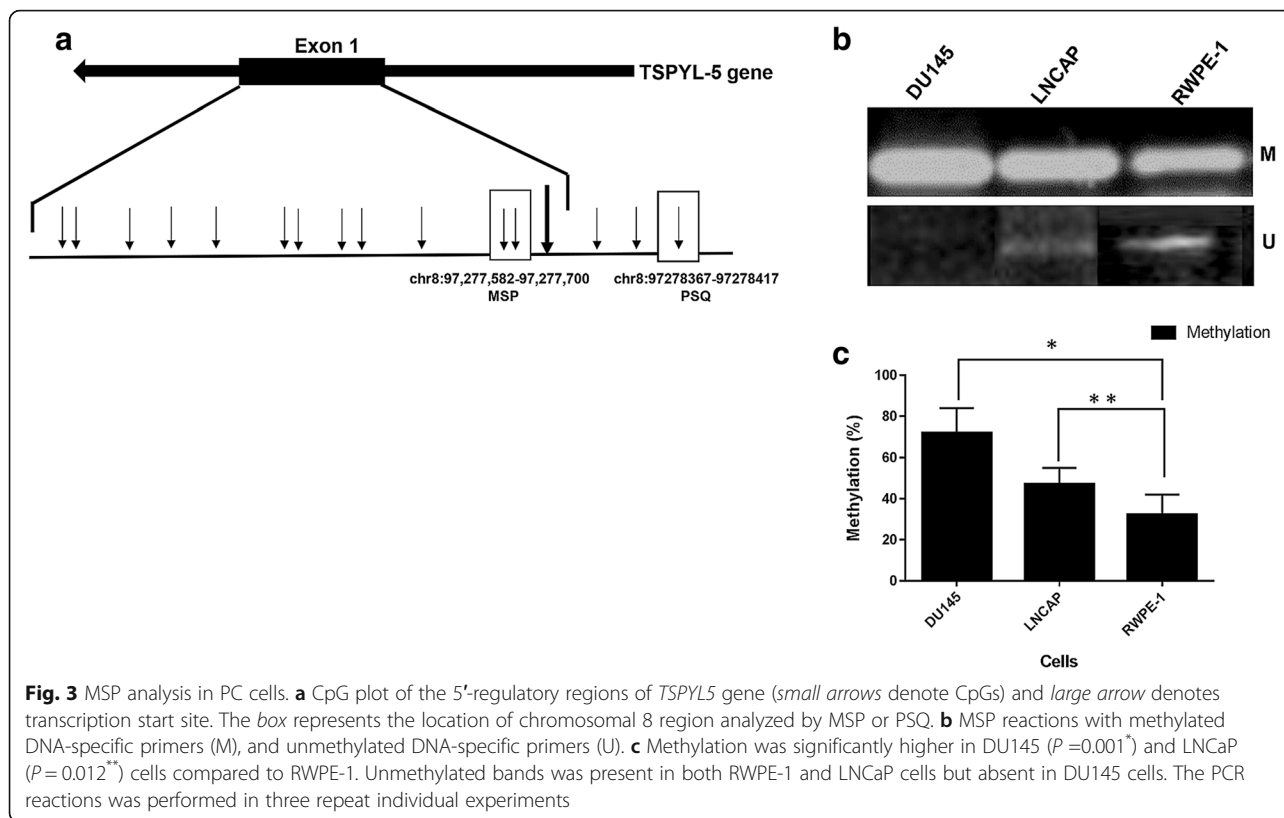 a
Exon 1
TSPYL-5 gene
chr8:97,277,582-97,277,700
MSP
chr8:97278367-97278417
PSQ
b
DU145
LNCAP
RWPE-1
M
U
c
Methylation
*
**
Methylation (%)
100
80
60
40
20
0
DU145
LNCAP
RWPE-1
Cells
Fig. 3 MSP analysis in PC cells. a CpG plot of the 5′-regulatory regions of TSPYL5 gene (small arrows denote CpGs) and large arrow denotes
transcription start site. The box represents the location of chromosomal 8 region analyzed by MSP or PSQ. b MSP reactions with methylated
DNA-specific primers (M), and unmethylated DNA-specific primers (U). c Methylation was significantly higher in DU145 (P =0.001*) and LNCaP
(P = 0.012**) cells compared to RWPE-1. Unmethylated bands was present in both RWPE-1 and LNCaP cells but absent in DU145 cells. The PCR
reactions was performed in three repeat individual experiments